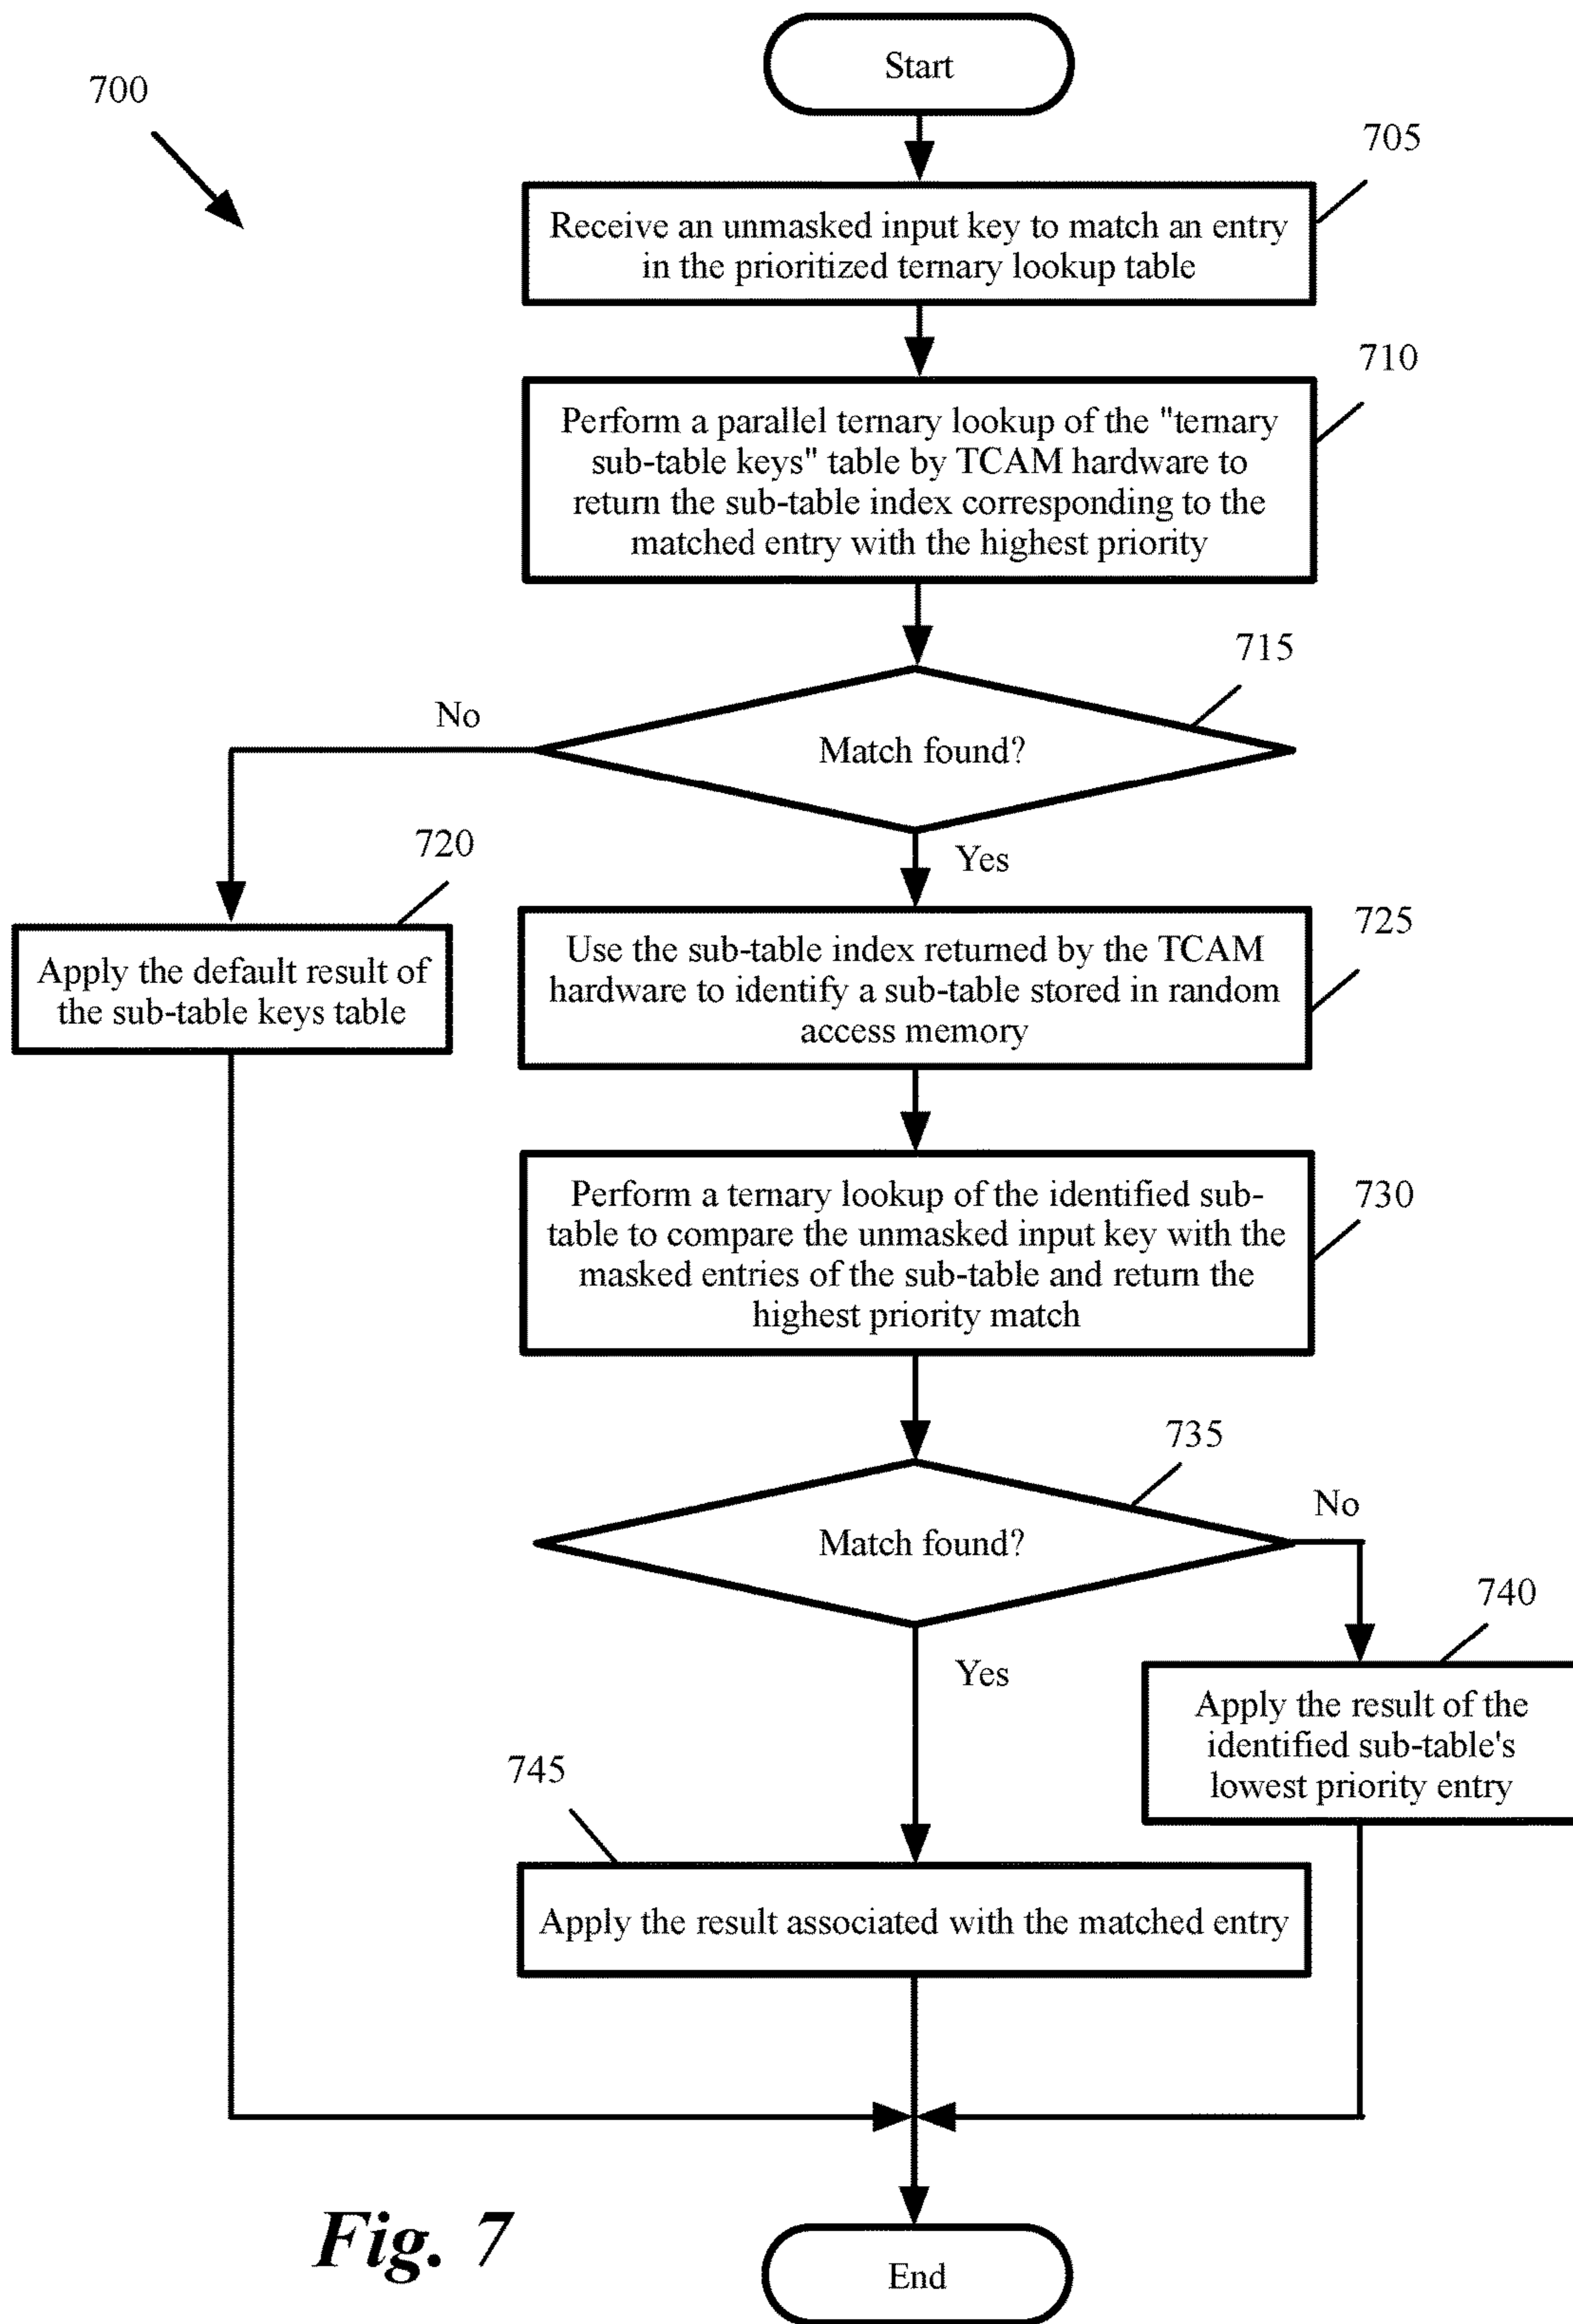 Start
700
705
Receive an unmasked input key to match an entry
in the prioritized ternary lookup table
710
Perform a parallel ternary lookup of the "ternary
sub-table keys" table by TCAM hardware to
return the sub-table index corresponding to the
matched entry with the highest priority
715
No
Match found?
Yes
720
Apply the default result of
the sub-table keys table
725
Use the sub-table index returned by the TCAM
hardware to identify a sub-table stored in random
access memory
730
Perform a ternary lookup of the identified sub-
table to compare the unmasked input key with the
masked entries of the sub-table and return the
highest priority match
735
No
Match found?
Yes
740
Apply the result of the
identified sub-table's
lowest priority entry
745
Apply the result associated with the matched entry
Fig. 7
End